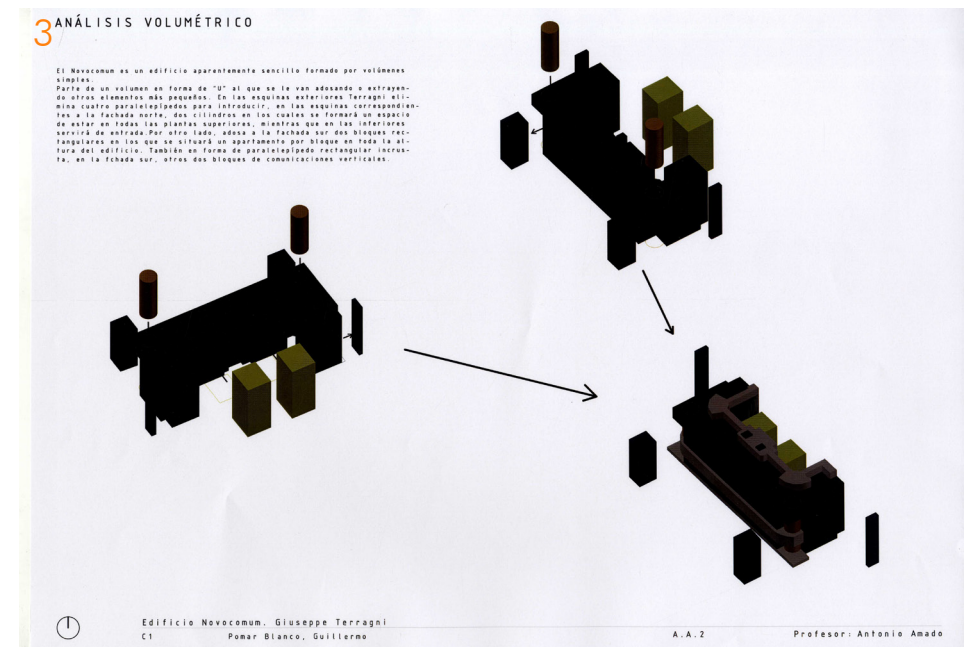 3 ANÁLISIS VOLUMÉTRICO
El Novocomum es un edificio aparentemente sencillo formado por volúmenes
simples.
Parte de un volumen en forma de "U" al que se le van adosando o extrayen-
do otros elementos más pequeños. En las esquinas exteriores Terragni eli-
mina cuatro paralelepípedos para introducir, en las esquinas correspondien-
tes a la fachada norte, dos cilindros en los cuales se formará un espacio
de estar en todas las plantas superiores, mientras que en las inferiores
servirá de entrada.Por otro lado, adosa a la fachada sur dos bloques rec-
tangulares en los que se situará un apartamento por bloque en toda la al-
tura del edificio. También en forma de paralelepípedo rectangular incrus-
ta, en la fchada sur, otros dos bloques de comunicaciones verticales.
Edificio Novocomum. Giuseppe Terragni
C1 Pomar Blanco, Guillermo A.A.2 Profesor: Antonio Amado